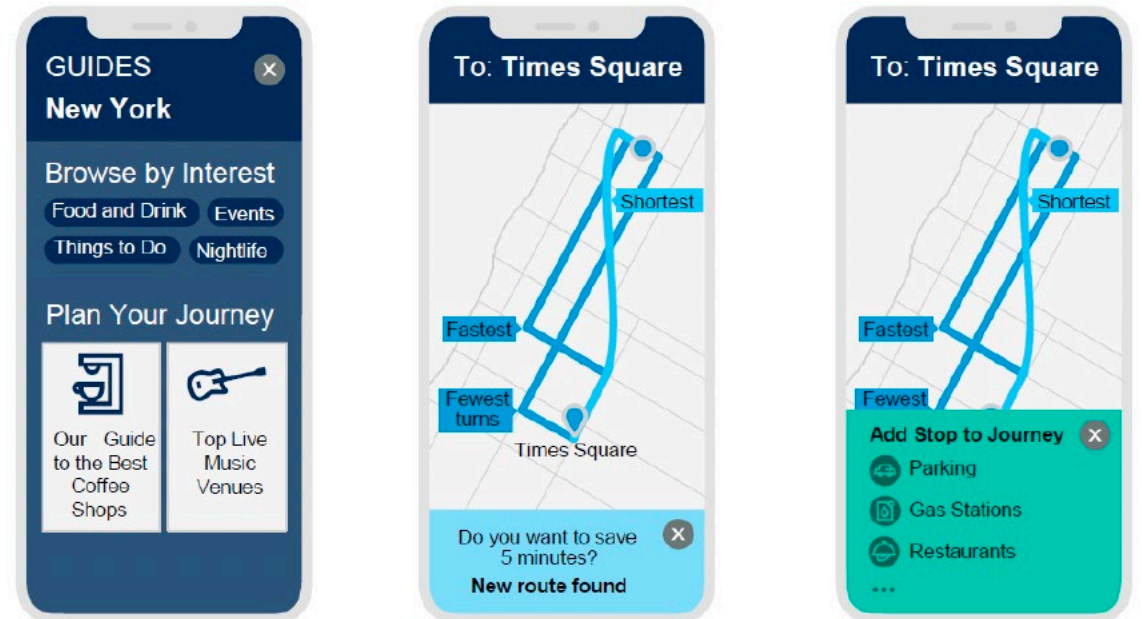 GUIDES
New York
Browse by Interest
Food and Drink
Events
Things to Do
Nightlife
Plan Your Journey
Our Guide
to the Best
Coffee
Shops
Top Live
Music
Venues
To: Times Square
Shortest
Fastest
Fewest
turns
Times Square
Do you want to save
5 minutes?
New route found
To: Times Square
Shortest
Fastest
Fewest
Add Stop to Journey
Parking
Gas Stations
Restaurants
...